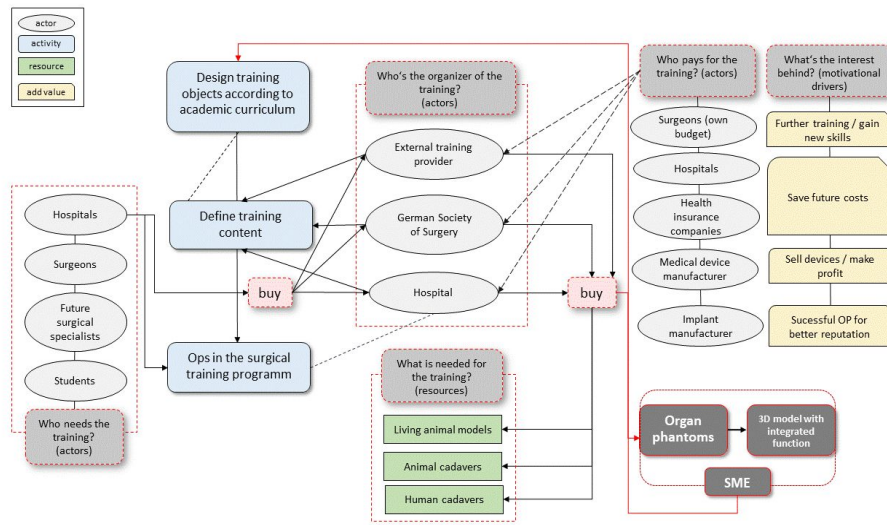 actor
activity
resource
add value
Design training
objects according to
academic curriculum
Who's the organizer of the
training?
(actors)
Who pays for the
training? (actors)
What's the interest
behind? (motivational
drivers)
External training
provider
German Society
of Surgery
Hospital
Surgeons (own
budget)
Hospitals
Health
insurance
companies
Medical device
manufacturer
Implant
manufacturer
Further training / gain
new skills
Save future costs
Sell devices / make
profit
Sucessful OP for
better reputation
Hospitals
Surgeons
Future
surgical
specialists
Students
Who needs the
training?
(actors)
Define training
content
buy
buy
Ops in the surgical
training programm
What is needed for
the training?
(resources)
Living animal models
Animal cadavers
Human cadavers
Organ
phantoms
3D model with
integrated
function
SME